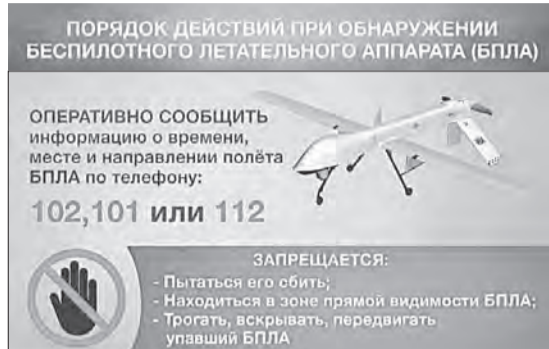 ПОРЯДОК ДЕЙСТВИЙ ПРИ ОБНАРУЖЕНИИ
БЕСПИЛОТНОГО ЛЕТАТЕЛЬНОГО АППАРАТА (БПЛА)
ОПЕРАТИВНО СООБЩИТЬ
информацию о времени,
месте и направлении полёта
БПЛА по телефону:
102,101 или 112
ЗАПРЕЩАЕТСЯ:
- Пытаться его сбить;
- Находиться в зоне прямой видимости БПЛА;
- Трогать, вскрывать, передвигать
упавший БПЛА